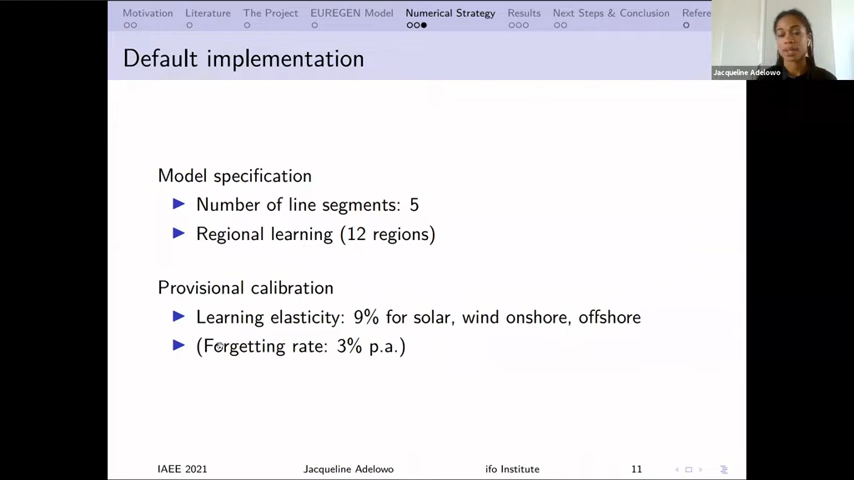 Motivation Literature The Project EUREGEN Model Numerical Strategy Results Next Steps & Conclusion Refere
Default implementation
Jacqueline Adelowo
Model specification
Number of line segments: 5
Regional learning (12 regions)
Provisional calibration
Learning elasticity: 9% for solar, wind onshore, offshore
(Forgetting rate: 3% p.a.)
IAEE 2021 Jacqueline Adelowo ifo Institute 11